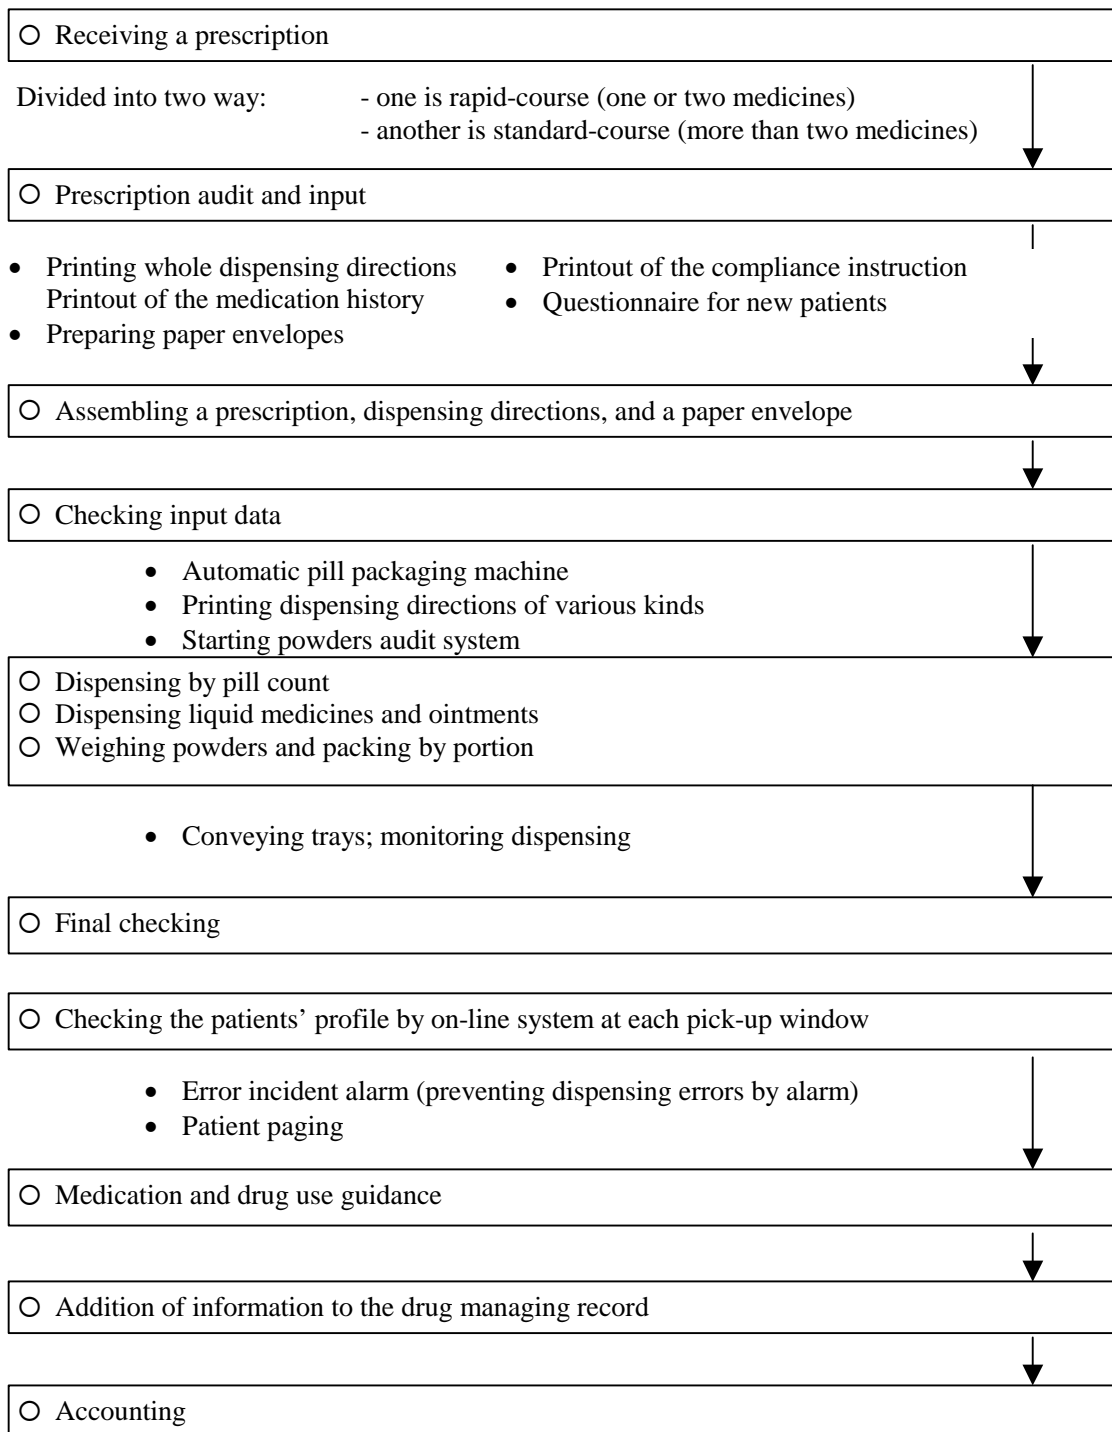 ○ Receiving a prescription
Divided into two way: - one is rapid-course (one or two medicines)
- another is standard-course (more than two medicines)
○ Prescription audit and input
• Printing whole dispensing directions
Printout of the medication history
• Preparing paper envelopes
• Printout of the compliance instruction
• Questionnaire for new patients
○ Assembling a prescription, dispensing directions, and a paper envelope
○ Checking input data
• Automatic pill packaging machine
• Printing dispensing directions of various kinds
• Starting powders audit system
○ Dispensing by pill count
○ Dispensing liquid medicines and ointments
○ Weighing powders and packing by portion
• Conveying trays; monitoring dispensing
○ Final checking
○ Checking the patients’ profile by on-line system at each pick-up window
• Error incident alarm (preventing dispensing errors by alarm)
• Patient paging
○ Medication and drug use guidance
○ Addition of information to the drug managing record
○ Accounting